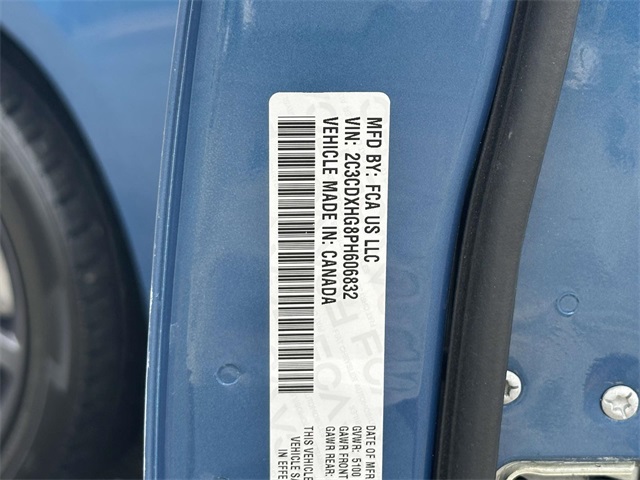 MFD BY: FCA US LLC
VIN: 2C3CDXHG8PH606832
VEHICLE MADE IN: CANADA
DATE OF MFR
GVWR: 5100
GAWR FRONT
GAWR REAR:
THIS VEHICLE
VEHICLE
IN EFFE